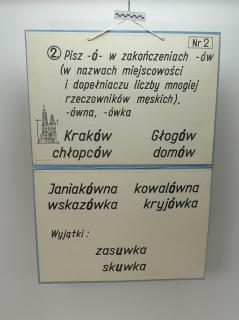 Nr 2
② Pisz -ó- w zakończeniach -ów
(w nazwach miejscowości
i dopełniaczu liczby mnogiej
rzeczowników męskich),
-ówna, -ówka
Kraków Głogów
chłopców domów
Janiakówna kowalówna
wskazówka kryjówka
Wyjątki:
zasuwka
skuwka